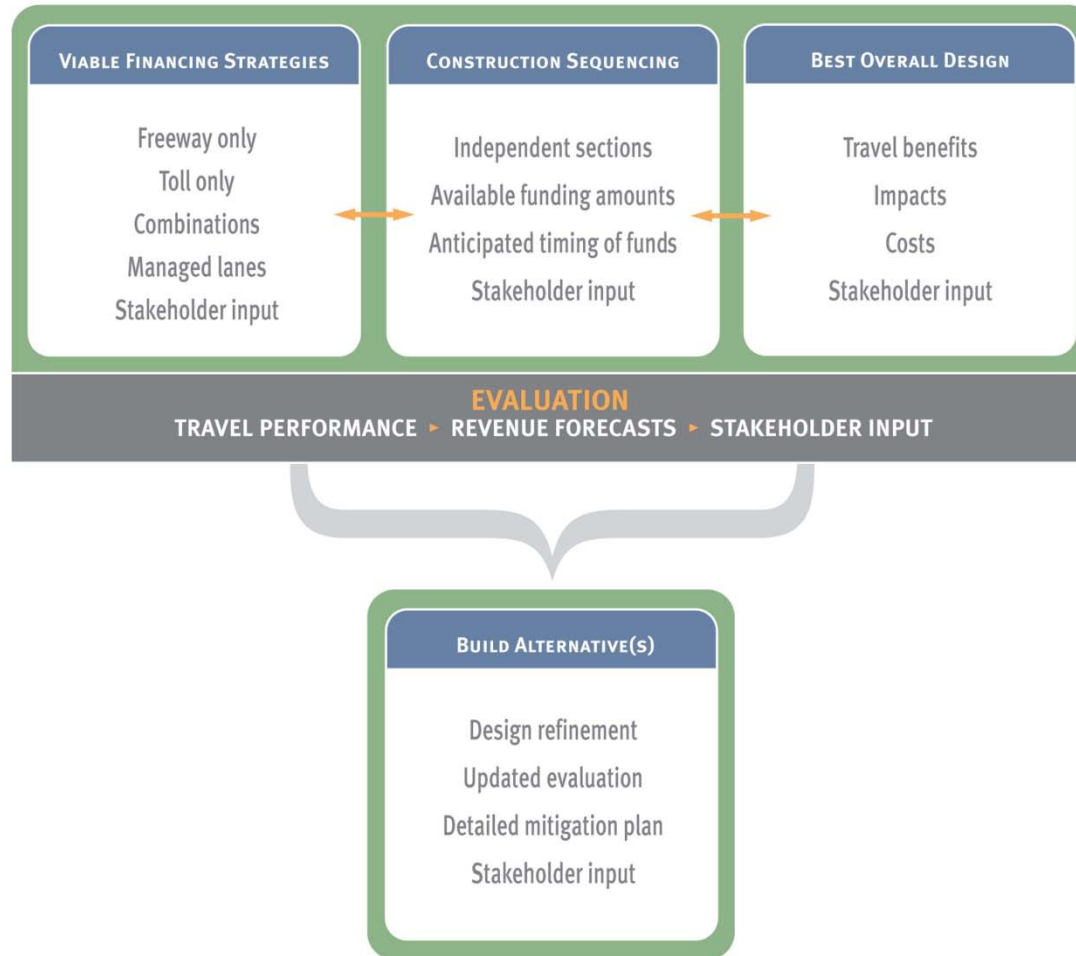 VIABLE FINANCING STRATEGIES
Freeway only
Toll only
Combinations
Managed lanes
Stakeholder input
CONSTRUCTION SEQUENCING
Independent sections
Available funding amounts
Anticipated timing of funds
Stakeholder input
BEST OVERALL DESIGN
Travel benefits
Impacts
Costs
Stakeholder input
EVALUATION
TRAVEL PERFORMANCE ► REVENUE FORECASTS ► STAKEHOLDER INPUT
BUILD ALTERNATIVE(S)
Design refinement
Updated evaluation
Detailed mitigation plan
Stakeholder input